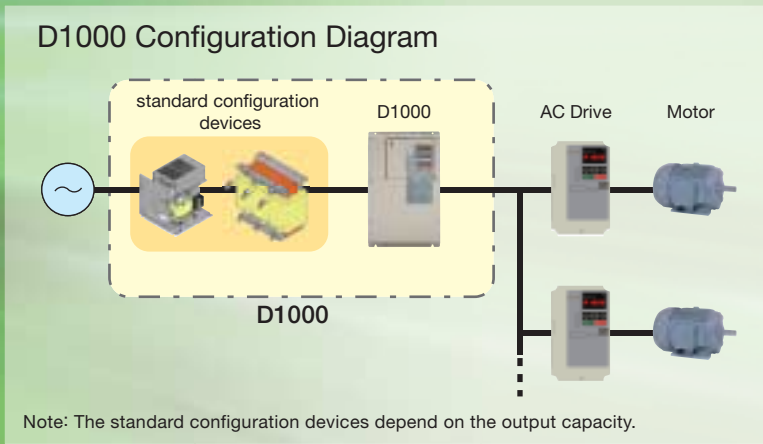 D1000 Configuration Diagram
standard configuration
devices
D1000
AC Drive
Motor
D1000
Note: The standard configuration devices depend on the output capacity.